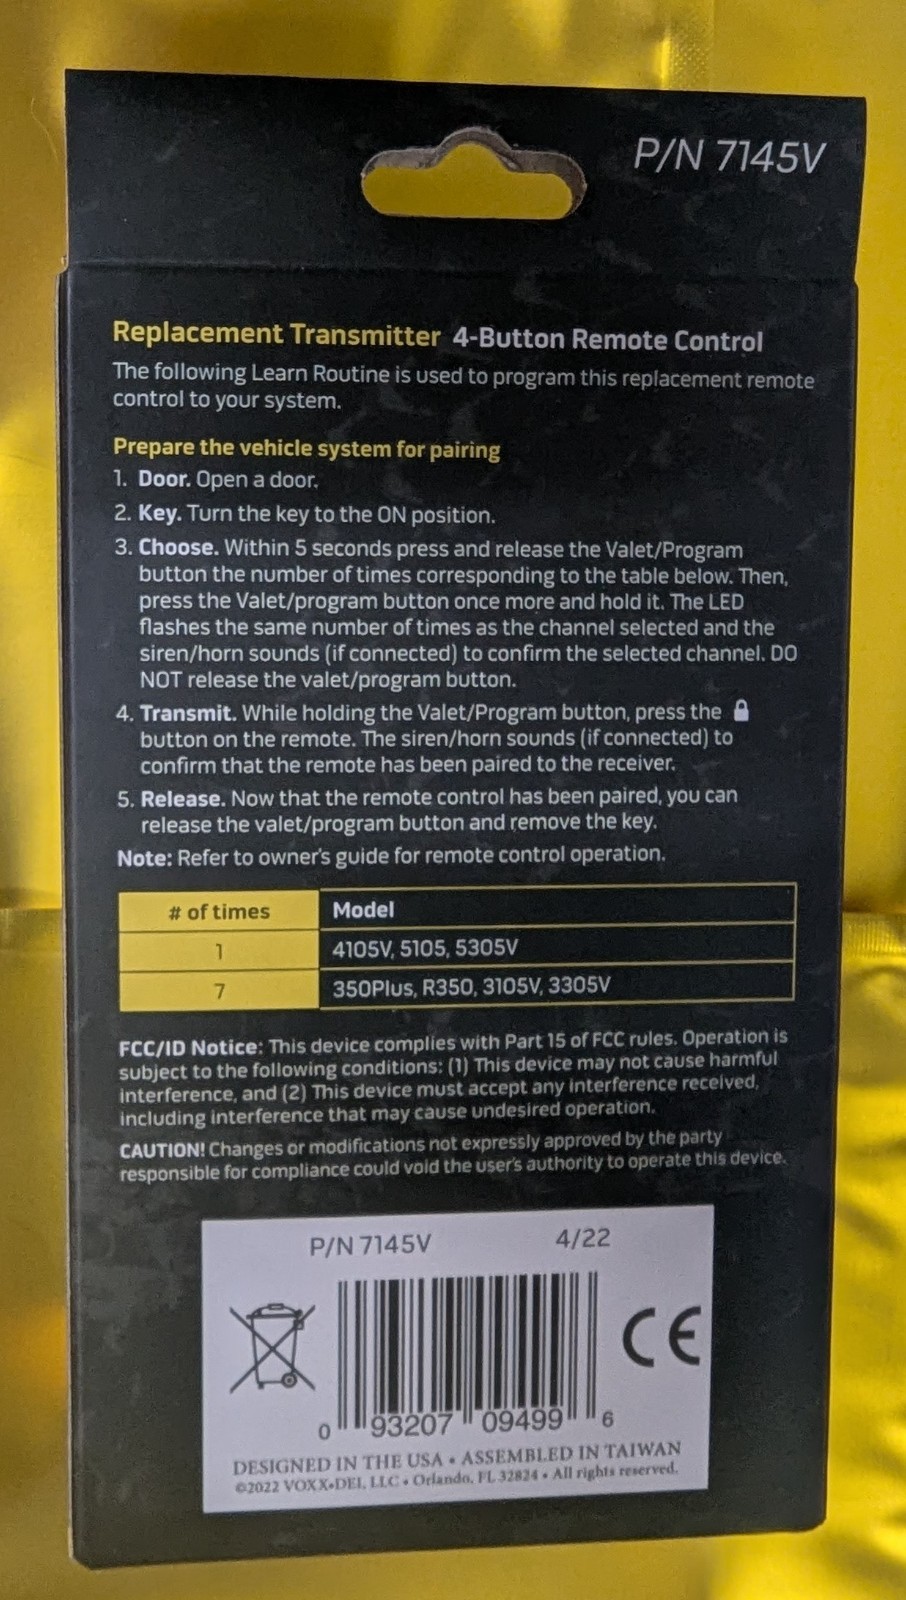 P/N 7145V
Replacement Transmitter 4-Button Remote Control
The following Learn Routine is used to program this replacement remote
control to your system.
Prepare the vehicle system for pairing
1. Door. Open a door.
2. Key. Turn the key to the ON position.
3. Choose. Within 5 seconds press and release the Valet/Program
button the number of times corresponding to the table below. Then,
press the Valet/program button once more and hold it. The LED
flashes the same number of times as the channel selected and the
siren/horn sounds (if connected) to confirm the selected channel. DO
NOT release the valet/program button.
4. Transmit. While holding the Valet/Program button, press the
button on the remote. The siren/horn sounds (if connected) to
confirm that the remote has been paired to the receiver.
5. Release. Now that the remote control has been paired, you can
release the valet/program button and remove the key.
Note: Refer to owner's guide for remote control operation.
# of times Model
1 4105V, 5105, 5305V
7 350Plus, R350, 3105V, 3305V
FCC/ID Notice: This device complies with Part 15 of FCC rules. Operation is
subject to the following conditions: (1) This device may not cause harmful
interference, and (2) This device must accept any interference received,
including interference that may cause undesired operation.
CAUTION! Changes or modifications not expressly approved by the party
responsible for compliance could void the user's authority to operate this device.
P/N 7145V 4/22
CE
0 93207 09499 6
DESIGNED IN THE USA • ASSEMBLED IN TAIWAN
©2022 VOXX•DEI, LLC • Orlando, FL 32824 • All rights reserved.